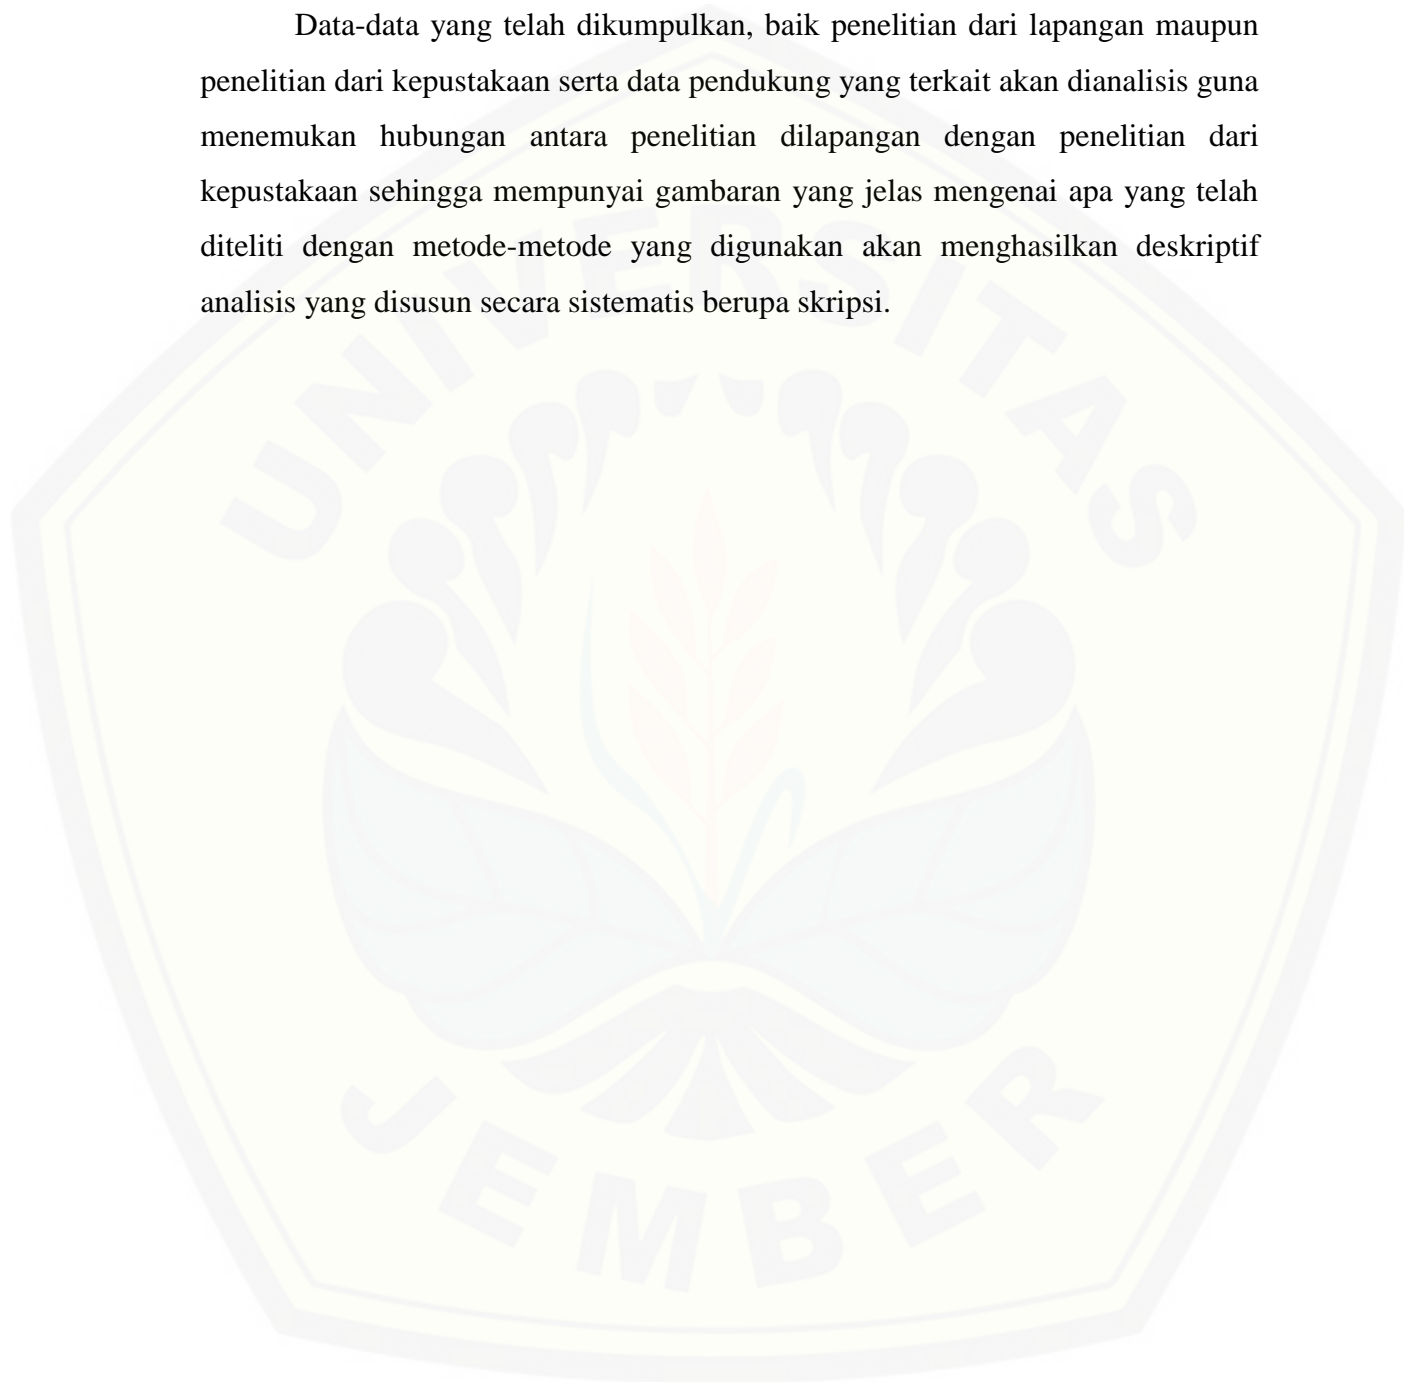 Data-data yang telah dikumpulkan, baik penelitian dari lapangan maupun
penelitian dari kepustakaan serta data pendukung yang terkait akan dianalisis guna
menemukan hubungan antara penelitian dilapangan dengan penelitian dari
kepustakaan sehingga mempunyai gambaran yang jelas mengenai apa yang telah
diteliti dengan metode-metode yang digunakan akan menghasilkan deskriptif
analisis yang disusun secara sistematis berupa skripsi.
UNIVERSITAS
JEMBER